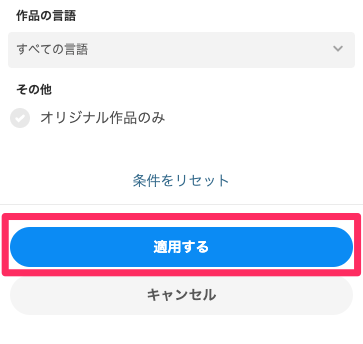 作品の言語
すべての言語
その他
オリジナル作品のみ
条件をリセット
適用する
キャンセル